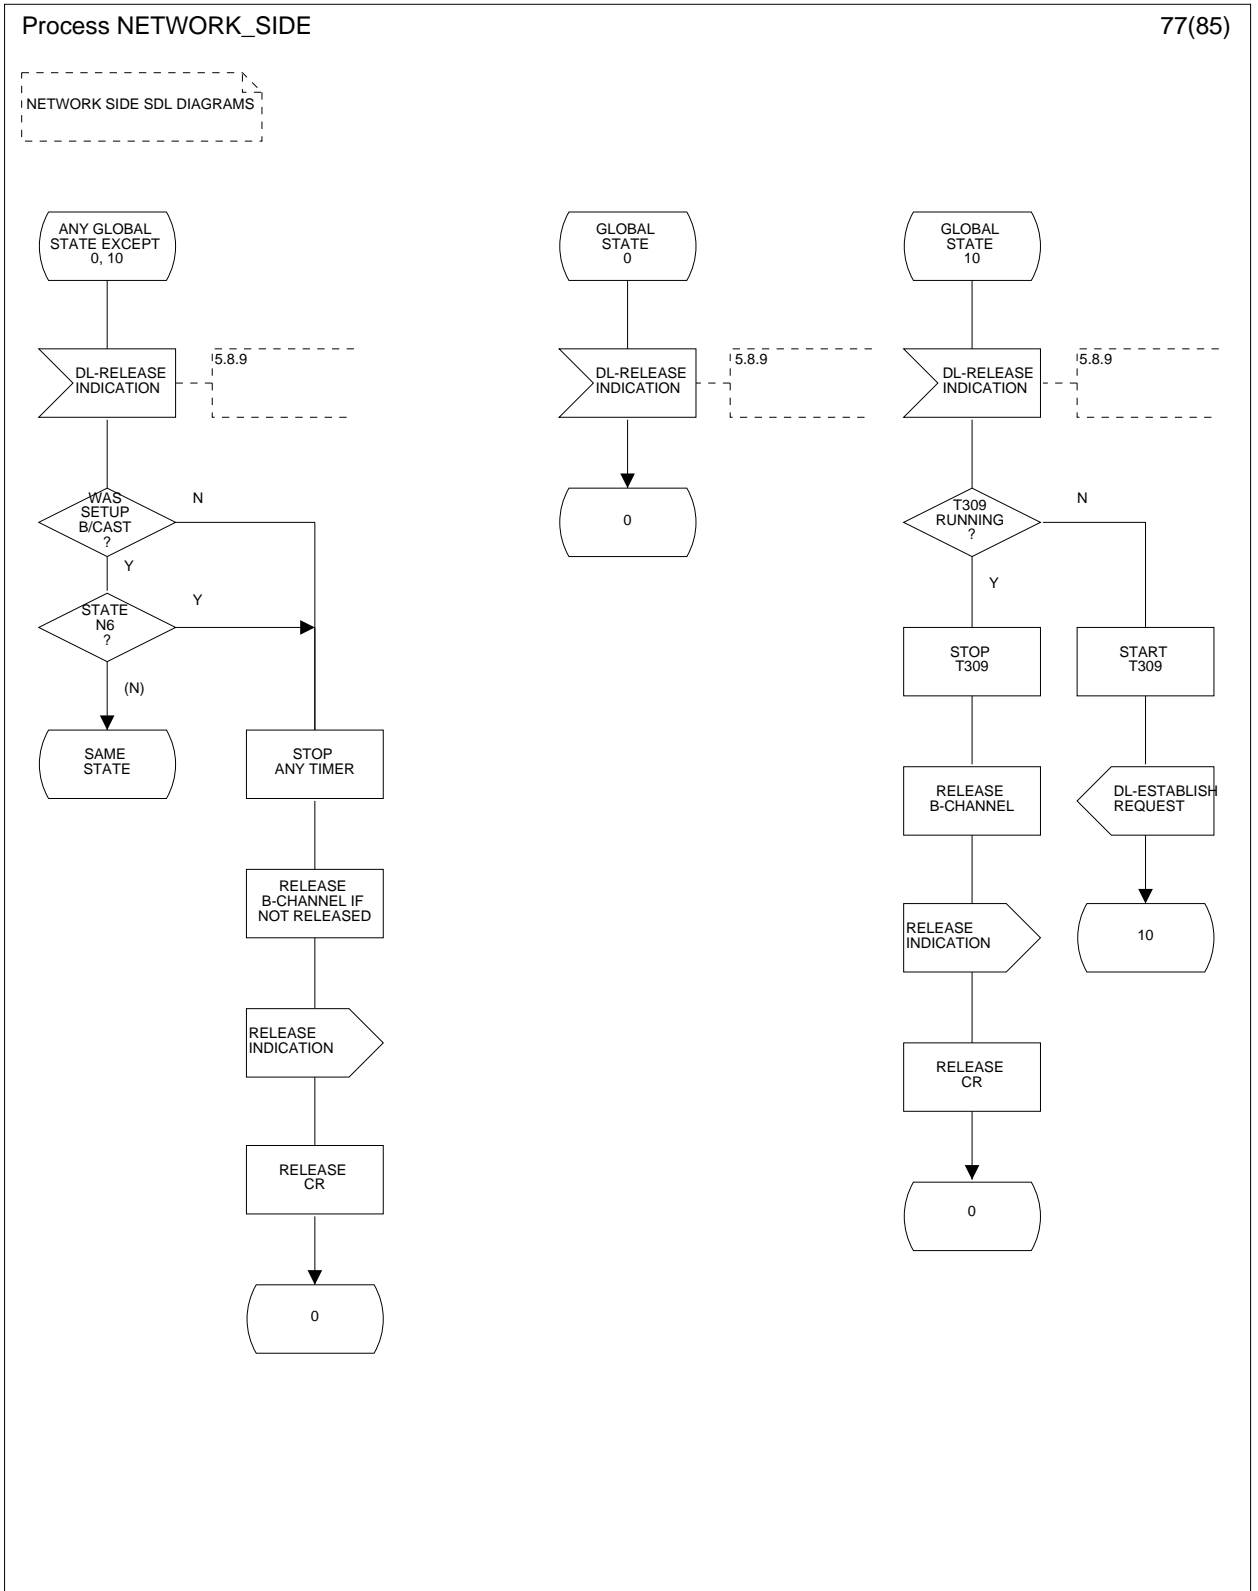 Process NETWORK_SIDE
77(85)
NETWORK SIDE SDL DIAGRAMS
ANY GLOBAL
STATE EXCEPT
0, 10
DL-RELEASE
INDICATION
5.8.9
WAS
SETUP
B/CAST
?
N
Y
STATE
N6
?
Y
(N)
SAME
STATE
STOP
ANY TIMER
RELEASE
B-CHANNEL IF
NOT RELEASED
RELEASE
INDICATION
RELEASE
CR
0
GLOBAL
STATE
0
DL-RELEASE
INDICATION
5.8.9
0
GLOBAL
STATE
10
DL-RELEASE
INDICATION
5.8.9
T309
RUNNING
?
N
Y
STOP
T309
RELEASE
B-CHANNEL
RELEASE
INDICATION
RELEASE
CR
0
START
T309
DL-ESTABLISH
REQUEST
10